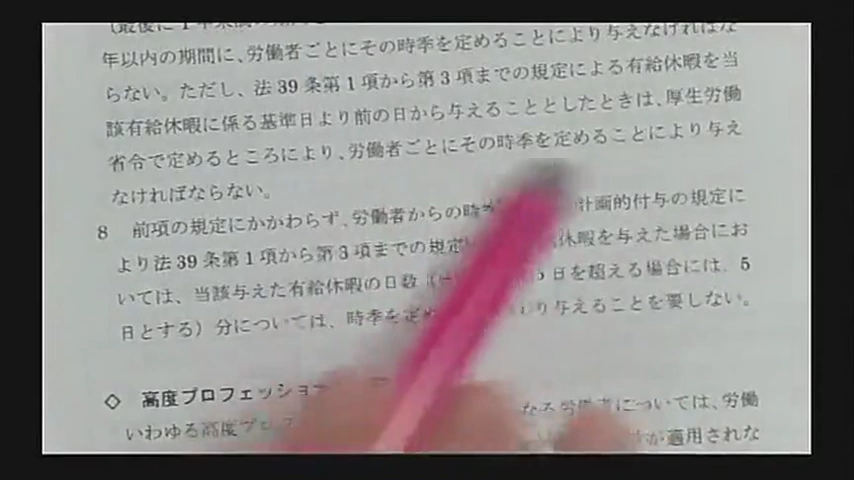 (最後に1年未満の
年以内の期間に、労働者ごとにその時季を定めることにより与えなければな
らない。ただし、法39条第1項から第3項までの規定による有給休暇を当
該有給休暇に係る基準日より前の日から与えることとしたときは、厚生労働
省令で定めるところにより、労働者ごとにその時季を定めることにより与え
なければならない。
8 前項の規定にかかわらず、労働者からの時 計画的付与の規定に
より法39条第1項から第3項までの規定 休暇を与えた場合にお
いては、当該与えた有給休暇の日数( 5日を超える場合には、5
日とする)分については、時季を定め より与えることを要しない。
◇ 高度プロフェッショ
いわゆる高度プロフ なる労働者については、労働
が適用されな